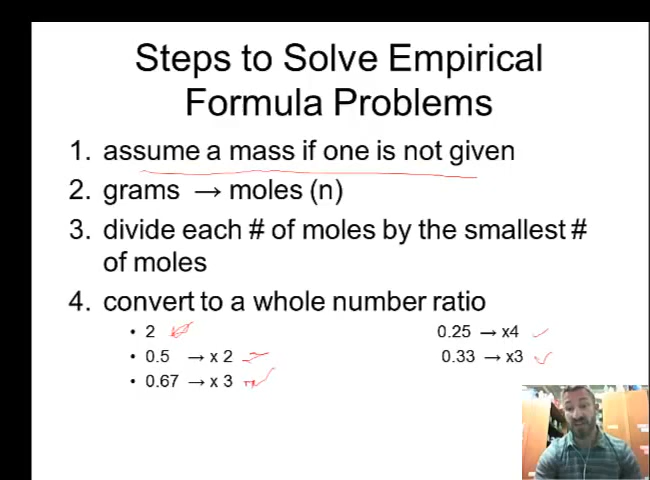 Steps to Solve Empirical
Formula Problems
1. assume a mass if one is not given
2. grams → moles (n)
3. divide each # of moles by the smallest #
of moles
4. convert to a whole number ratio
• 2
• 0.5 → x 2
• 0.67 → x 3
0.25 → x4
0.33 → x3